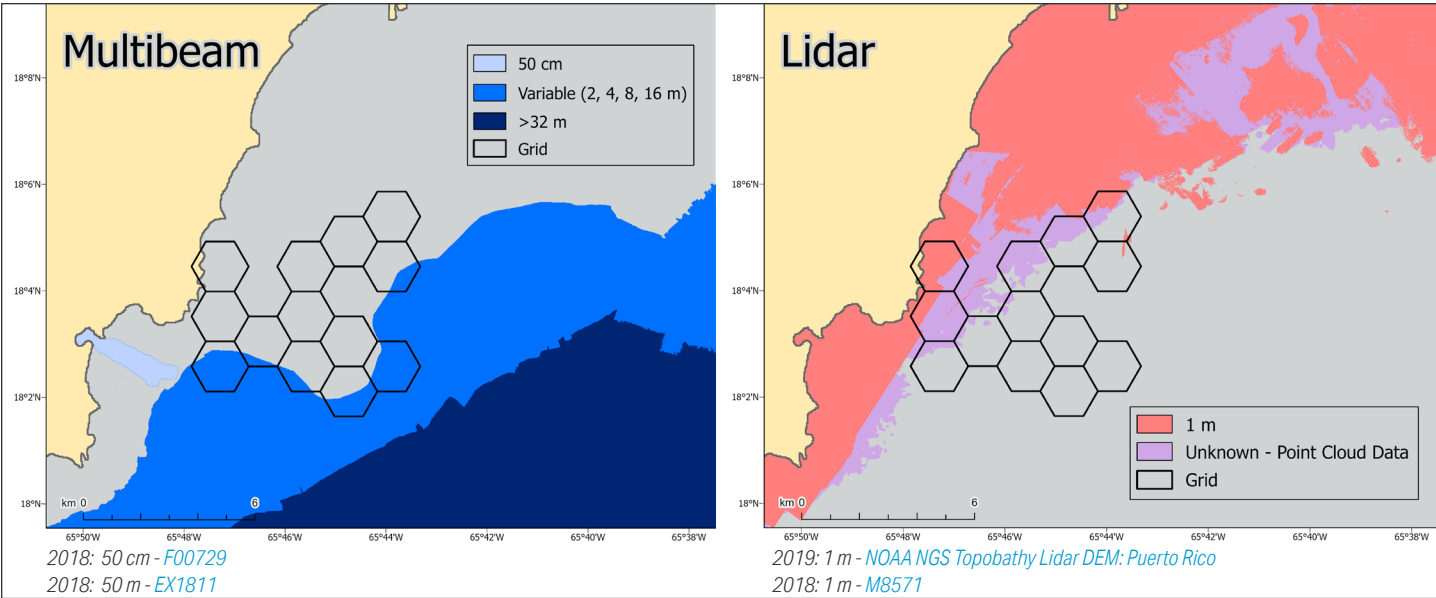 Multibeam
50 cm
Variable (2, 4, 8, 16 m)
>32 m
Grid
18°8'N
18°6'N
18°4'N
18°2'N
18°N
km 0 6
65°50'W 65°48'W 65°46'W 65°44'W 65°42'W 65°40'W 65°38'W
2018: 50 cm - F00729
2018: 50 m - EX1811
Lidar
18°8'N
18°6'N
18°4'N
18°2'N
18°N
1 m
Unknown - Point Cloud Data
Grid
km 0 6
65°50'W 65°48'W 65°46'W 65°44'W 65°42'W 65°40'W 65°38'W
2019: 1 m - NOAA NGS Topobathy Lidar DEM: Puerto Rico
2018: 1 m - M8571